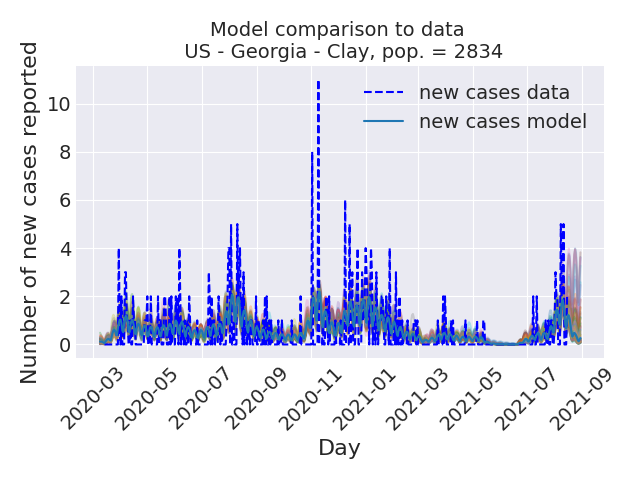 Model comparison to data
US - Georgia - Clay, pop. = 2834
Number of new cases reported
10
8
6
4
2
0
new cases data
new cases model
2020-03
2020-05
2020-07
2020-09
2020-11
2021-01
2021-03
2021-05
2021-07
2021-09
Day